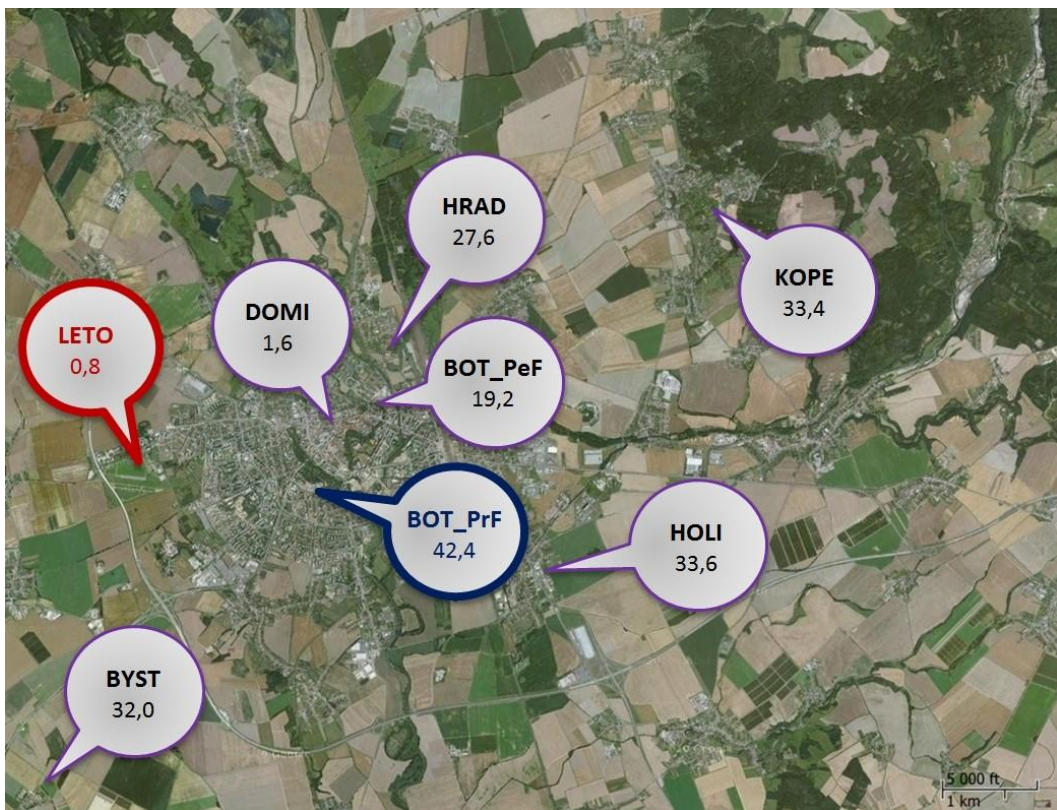 HRAD
27,6
KOPE
33,4
DOMI
1,6
LETO
0,8
BOT_PeF
19,2
BOT_PrF
42,4
HOLI
33,6
BYST
32,0
5 000 ft
1 km